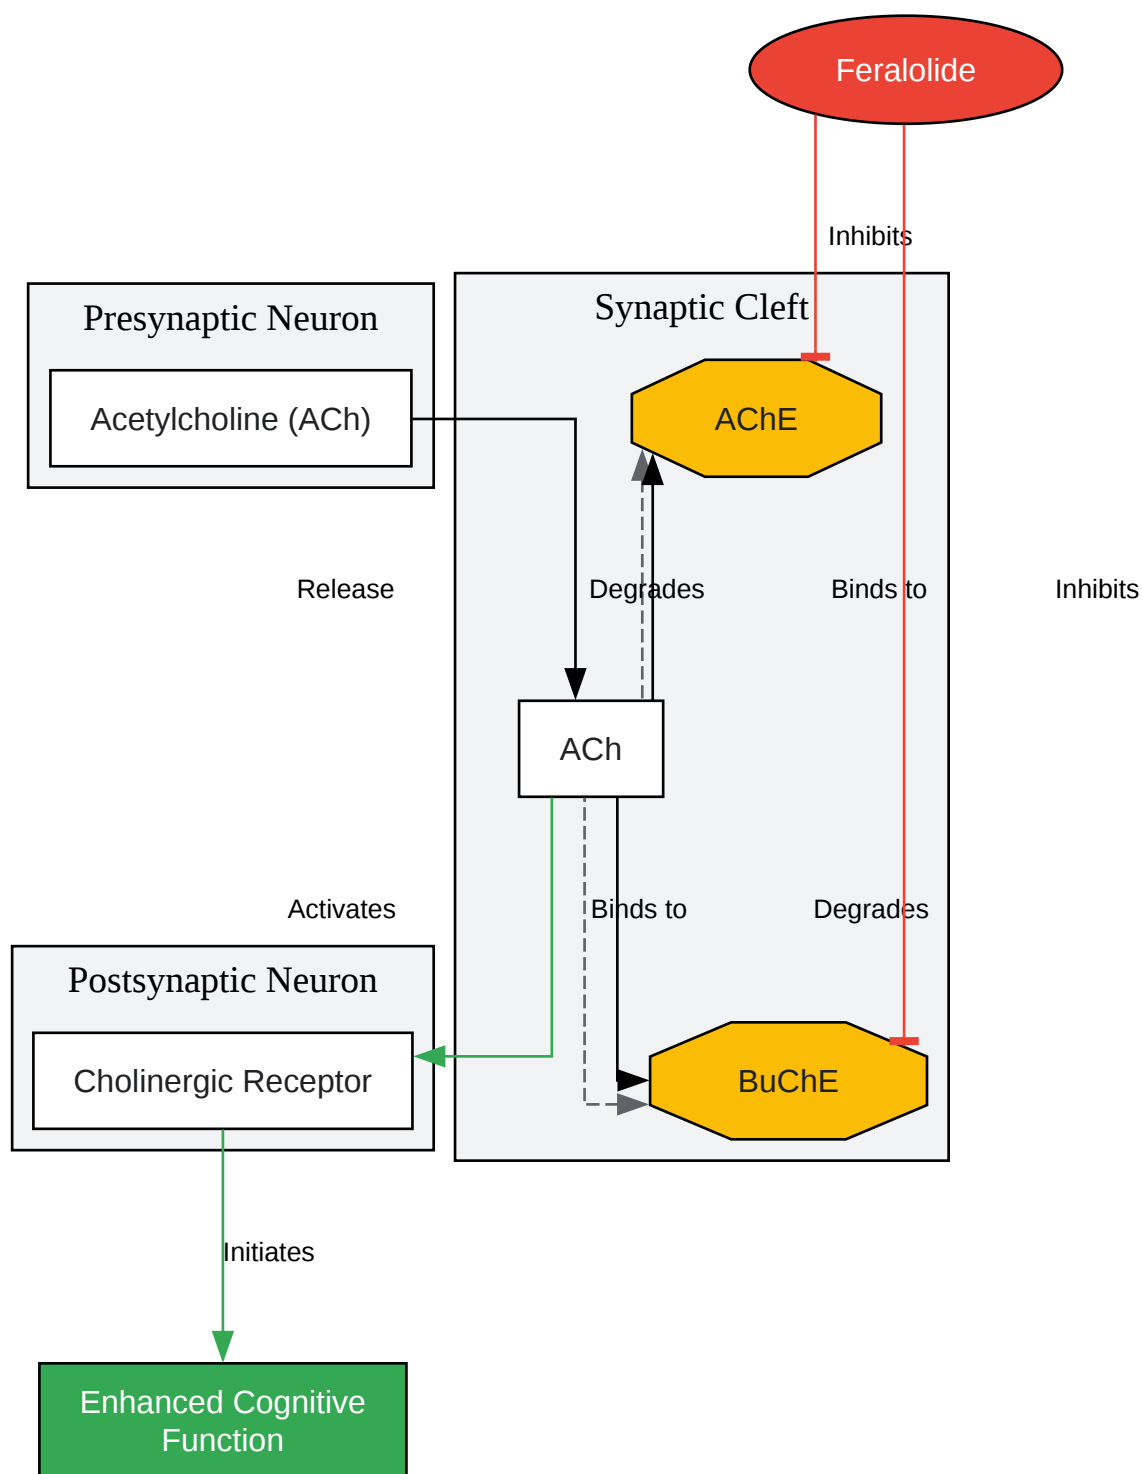 Feralolide
Inhibits
Presynaptic Neuron
Synaptic Cleft
Acetylcholine (ACh)
AChE
Release
Degrades
Binds to
Inhibits
ACh
Activates
Binds to
Degrades
Postsynaptic Neuron
Cholinergic Receptor
BuChE
Initiates
Enhanced Cognitive
Function